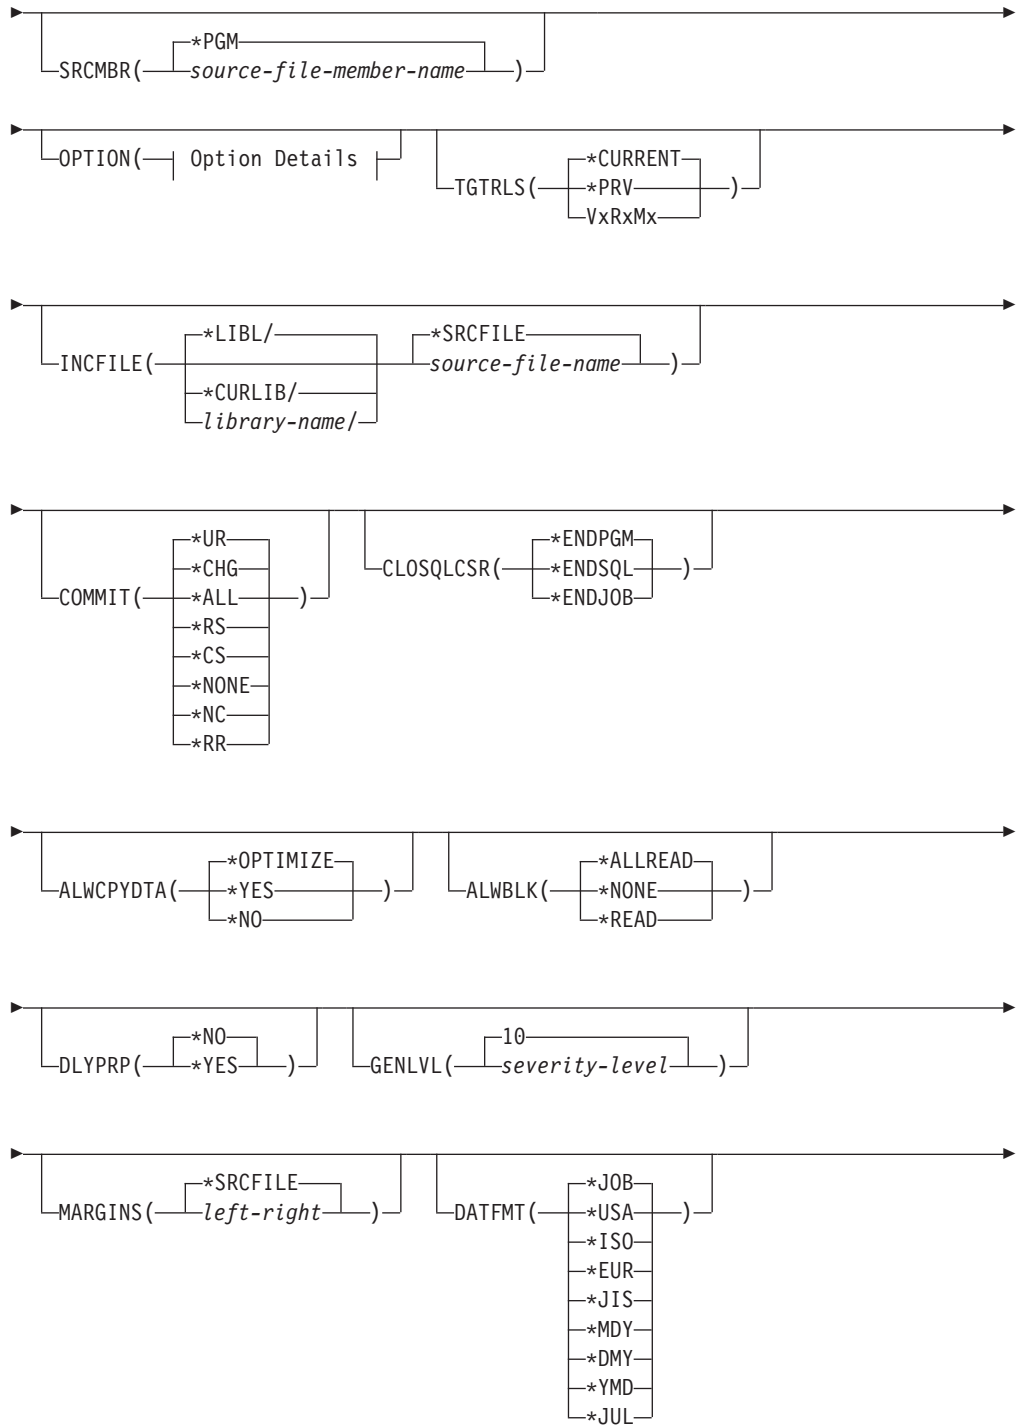 *PGM
SRCMBR( source-file-member-name )
OPTION( Option Details
*CURRENT
TGTRLS( *PRV )
VxRxMx
*LIBL/ *SRCFILE
INCFILE( source-file-name )
*CURLIB/
library-name/
*UR
*CHG
COMMIT( *ALL )
*RS
*CS
*NONE
*NC
*RR
*ENDPGM
CLOSQLCSR( *ENDSQL )
*ENDJOB
*OPTIMIZE
ALWCPYDTA( *YES )
*NO
*ALLREAD
ALWBLK( *NONE )
*READ
*NO
DLYPRP( *YES )
10
GENLVL( severity-level )
*SRCFILE
MARGINS( left-right )
*JOB
DATFMT( *USA )
*ISO
*EUR
*JIS
*MDY
*DMY
*YMD
*JUL